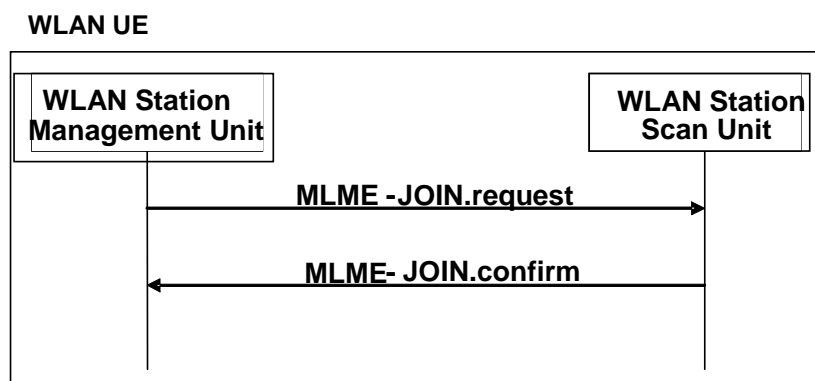 WLAN UE
WLAN Station
Management Unit
WLAN Station
Scan Unit
MLME -JOIN.request
MLME- JOIN.confirm